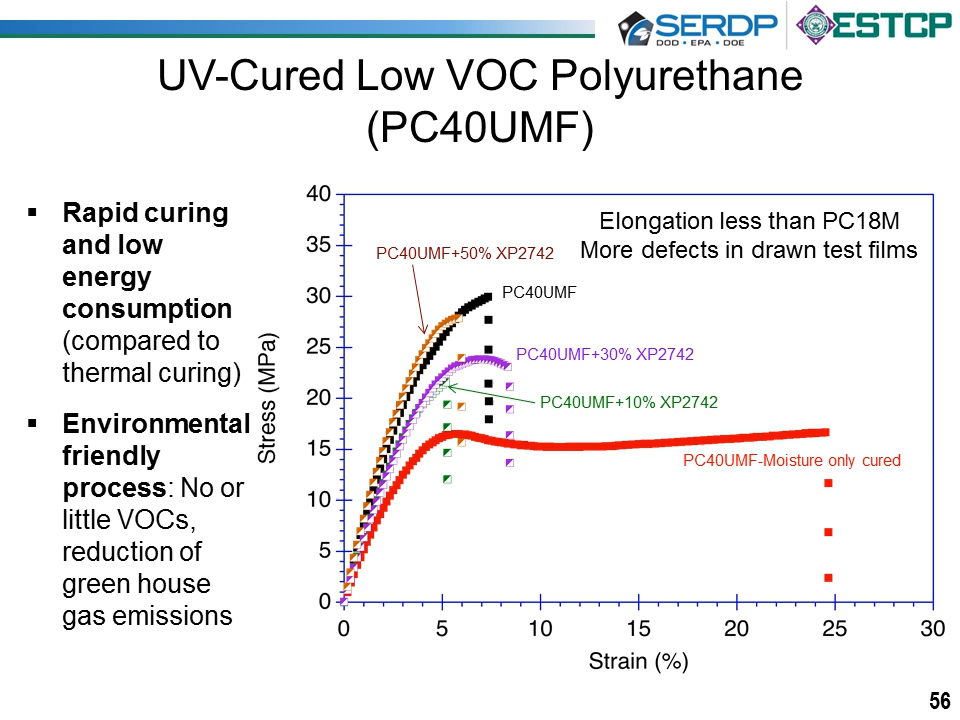 SERDP
DOD • EPA • DOE
ESTCP
UV-Cured Low VOC Polyurethane
(PC40UMF)
▪ Rapid curing
and low
energy
consumption
(compared to
thermal curing)
▪ Environmental
friendly
process: No or
little VOCs,
reduction of
green house
gas emissions
Elongation less than PC18M
More defects in drawn test films
PC40UMF+50% XP2742
PC40UMF
PC40UMF+30% XP2742
PC40UMF+10% XP2742
PC40UMF-Moisture only cured
Stress (MPa)
40
35
30
25
20
15
10
5
0
0 5 10 15 20 25 30
Strain (%)
56